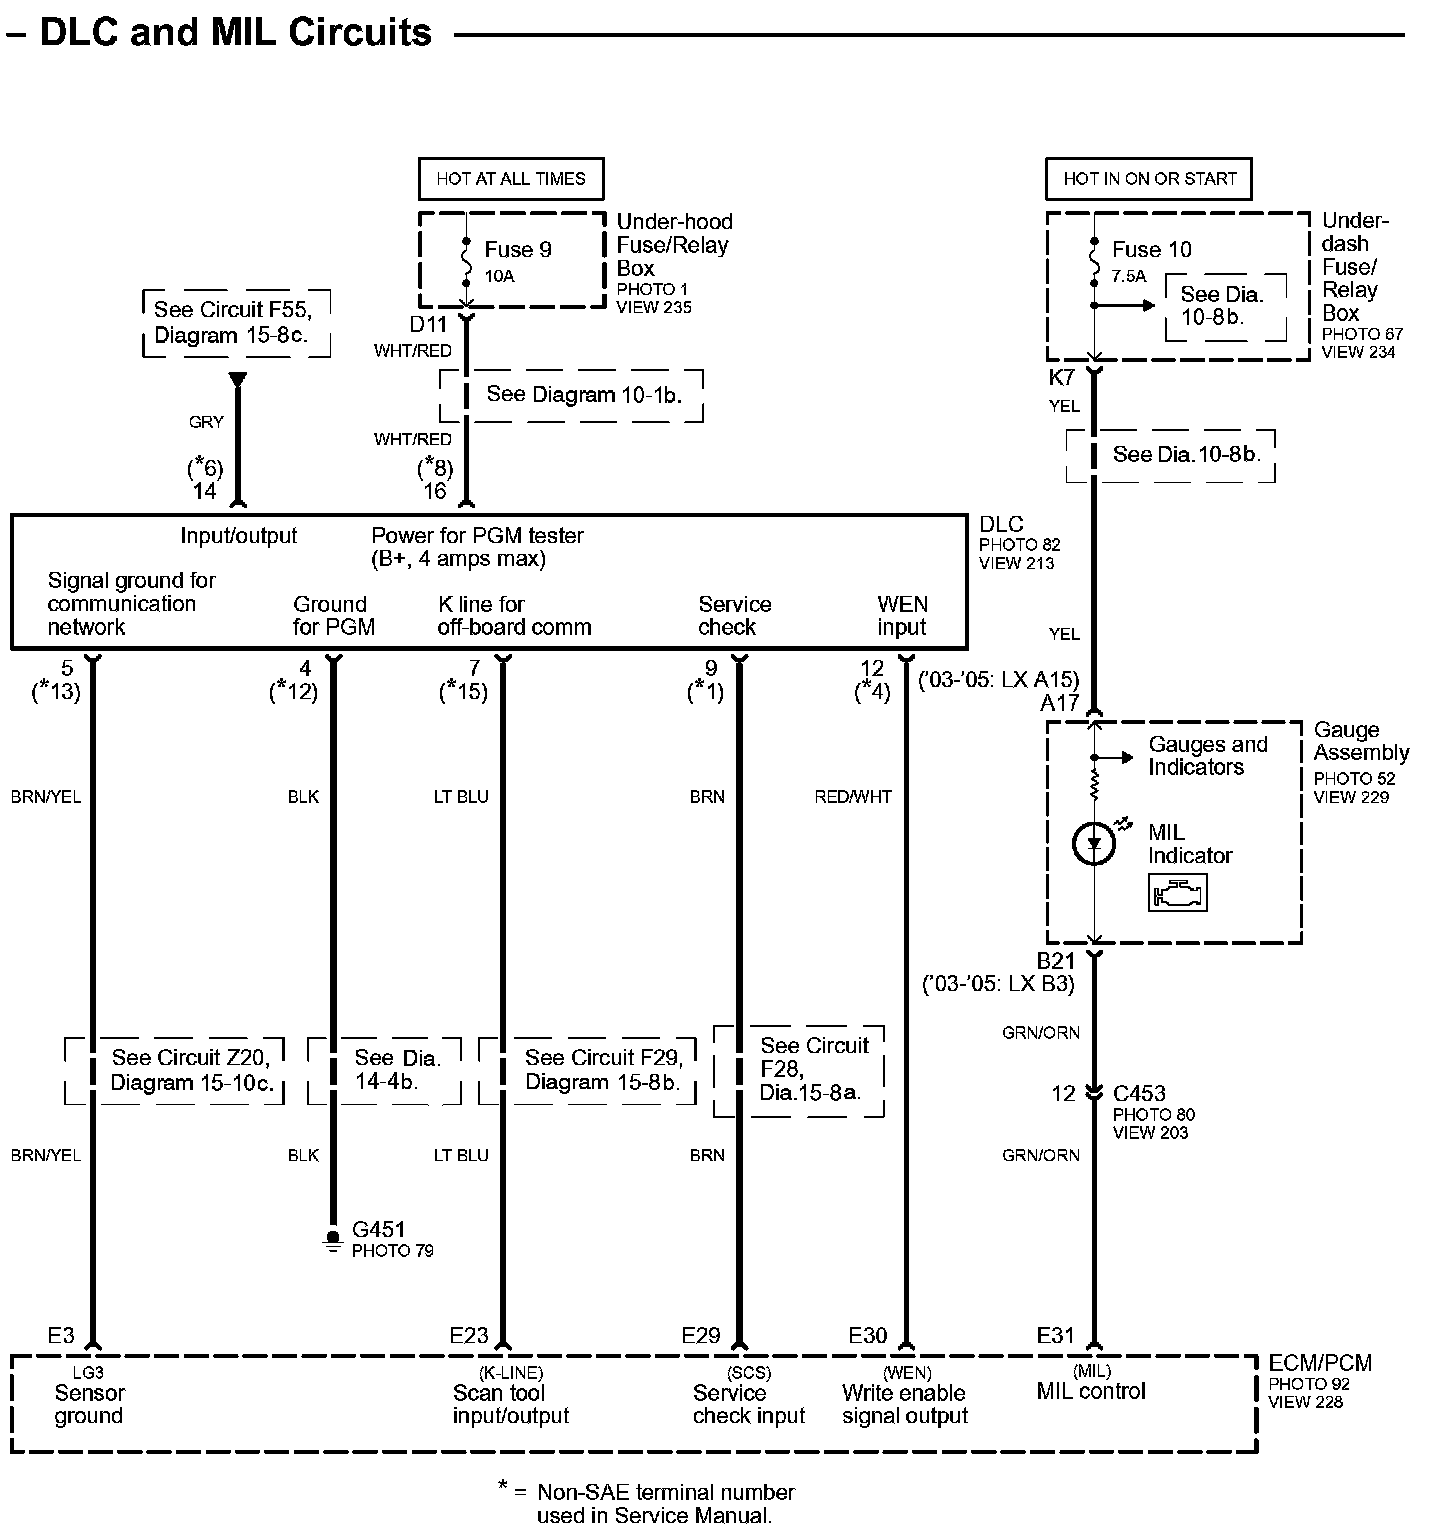 – DLC and MIL Circuits
HOT AT ALL TIMES
HOT IN ON OR START
Fuse 9
10A
Under-hood
Fuse/Relay
Box
PHOTO 1
VIEW 235
Fuse 10
7.5A
See Dia.
10-8b.
Under-
dash
Fuse/
Relay
Box
PHOTO 67
VIEW 234
See Circuit F55,
Diagram 15-8c.
D11
WHT/RED
See Diagram 10-1b.
WHT/RED
K7
YEL
See Dia.10-8b.
GRY
(*6)
14
(*8)
16
Input/output
Power for PGM tester
(B+, 4 amps max)
DLC
PHOTO 82
VIEW 213
Signal ground for
communication
network
Ground
for PGM
K line for
off-board comm
Service
check
WEN
input
YEL
5
(*13)
4
(*12)
7
(*15)
9
(*1)
12
(*4)
('03-'05: LX A15)
A17
Gauges and
Indicators
Gauge
Assembly
PHOTO 52
VIEW 229
BRN/YEL
BLK
LT BLU
BRN
RED/WHT
MIL
Indicator
B21
('03-'05: LX B3)
GRN/ORN
See Circuit Z20,
Diagram 15-10c.
See Dia.
14-4b.
See Circuit F29,
Diagram 15-8b.
See Circuit
F28,
Dia.15-8a.
12
C453
PHOTO 80
VIEW 203
BRN/YEL
BLK
LT BLU
BRN
GRN/ORN
G451
PHOTO 79
E3
E23
E29
E30
E31
LG3
Sensor
ground
(K-LINE)
Scan tool
input/output
(SCS)
Service
check input
(WEN)
Write enable
signal output
(MIL)
MIL control
ECM/PCM
PHOTO 92
VIEW 228
* = Non-SAE terminal number
used in Service Manual.